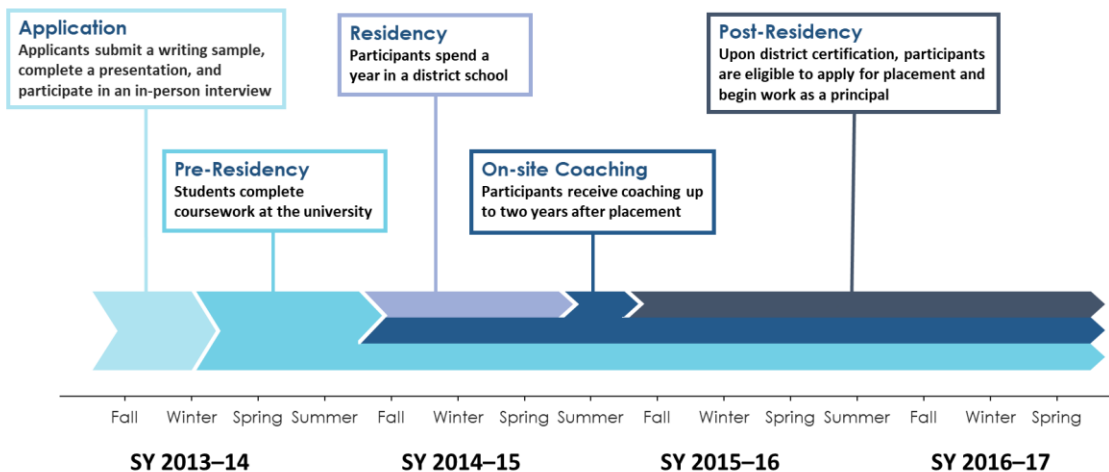 Application
Applicants submit a writing sample,
complete a presentation, and
participate in an in-person interview
Residency
Participants spend a
year in a district school
Post-Residency
Upon district certification, participants
are eligible to apply for placement and
begin work as a principal
Pre-Residency
Students complete
coursework at the university
On-site Coaching
Participants receive coaching up
to two years after placement
Fall Winter Spring Summer Fall Winter Spring Summer Fall Winter Spring Summer Fall Winter Spring
SY 2013–14 SY 2014–15 SY 2015–16 SY 2016–17